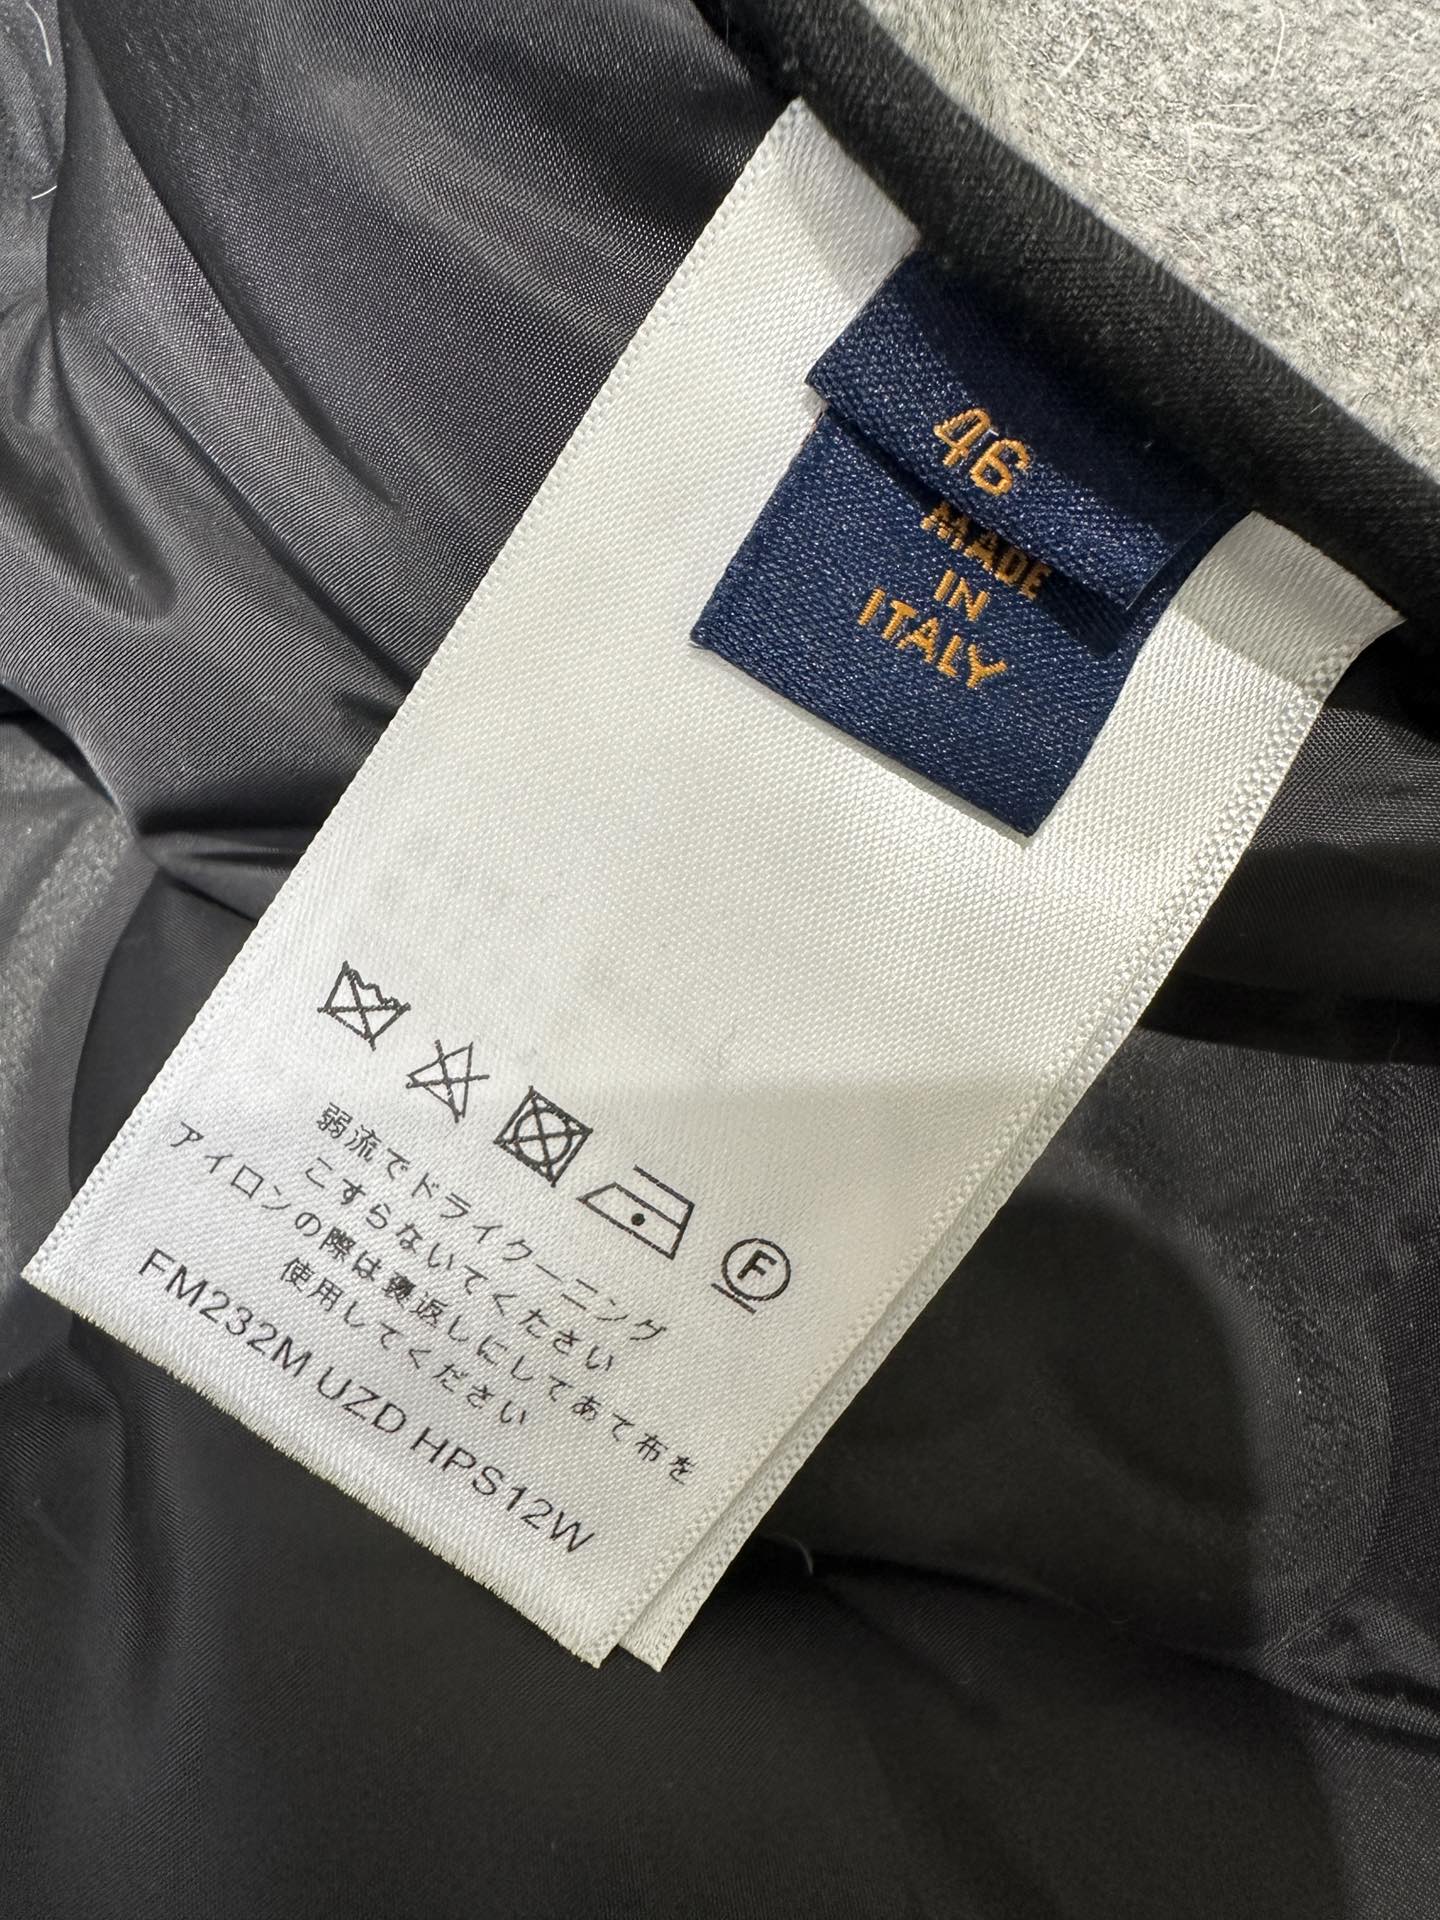 46
MADE
IN
ITALY
F
弱流でドライクーニング
こすらないてください
アイロンの際は裏返しにしてあて布を
使用してください
FM232M UZD HPS12W